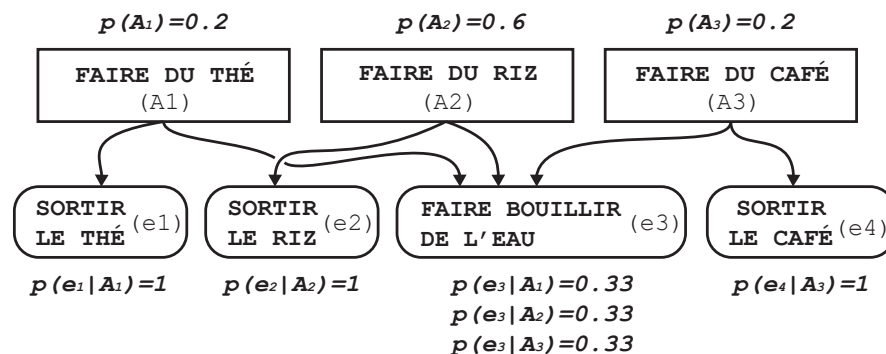 p(A₁)=0.2 p(A₂)=0.6 p(A₃)=0.2
FAIRE DU THÉ FAIRE DU RIZ FAIRE DU CAFÉ
(A1) (A2) (A3)
SORTIR
LE THÉ
(e1)
SORTIR
LE RIZ
(e2)
FAIRE BOUILLIR
DE L'EAU
(e3)
SORTIR
LE CAFÉ
(e4)
p(e₁|A₁)=1 p(e₂|A₂)=1 p(e₃|A₁)=0.33 p(e₄|A₃)=1
p(e₃|A₂)=0.33
p(e₃|A₃)=0.33